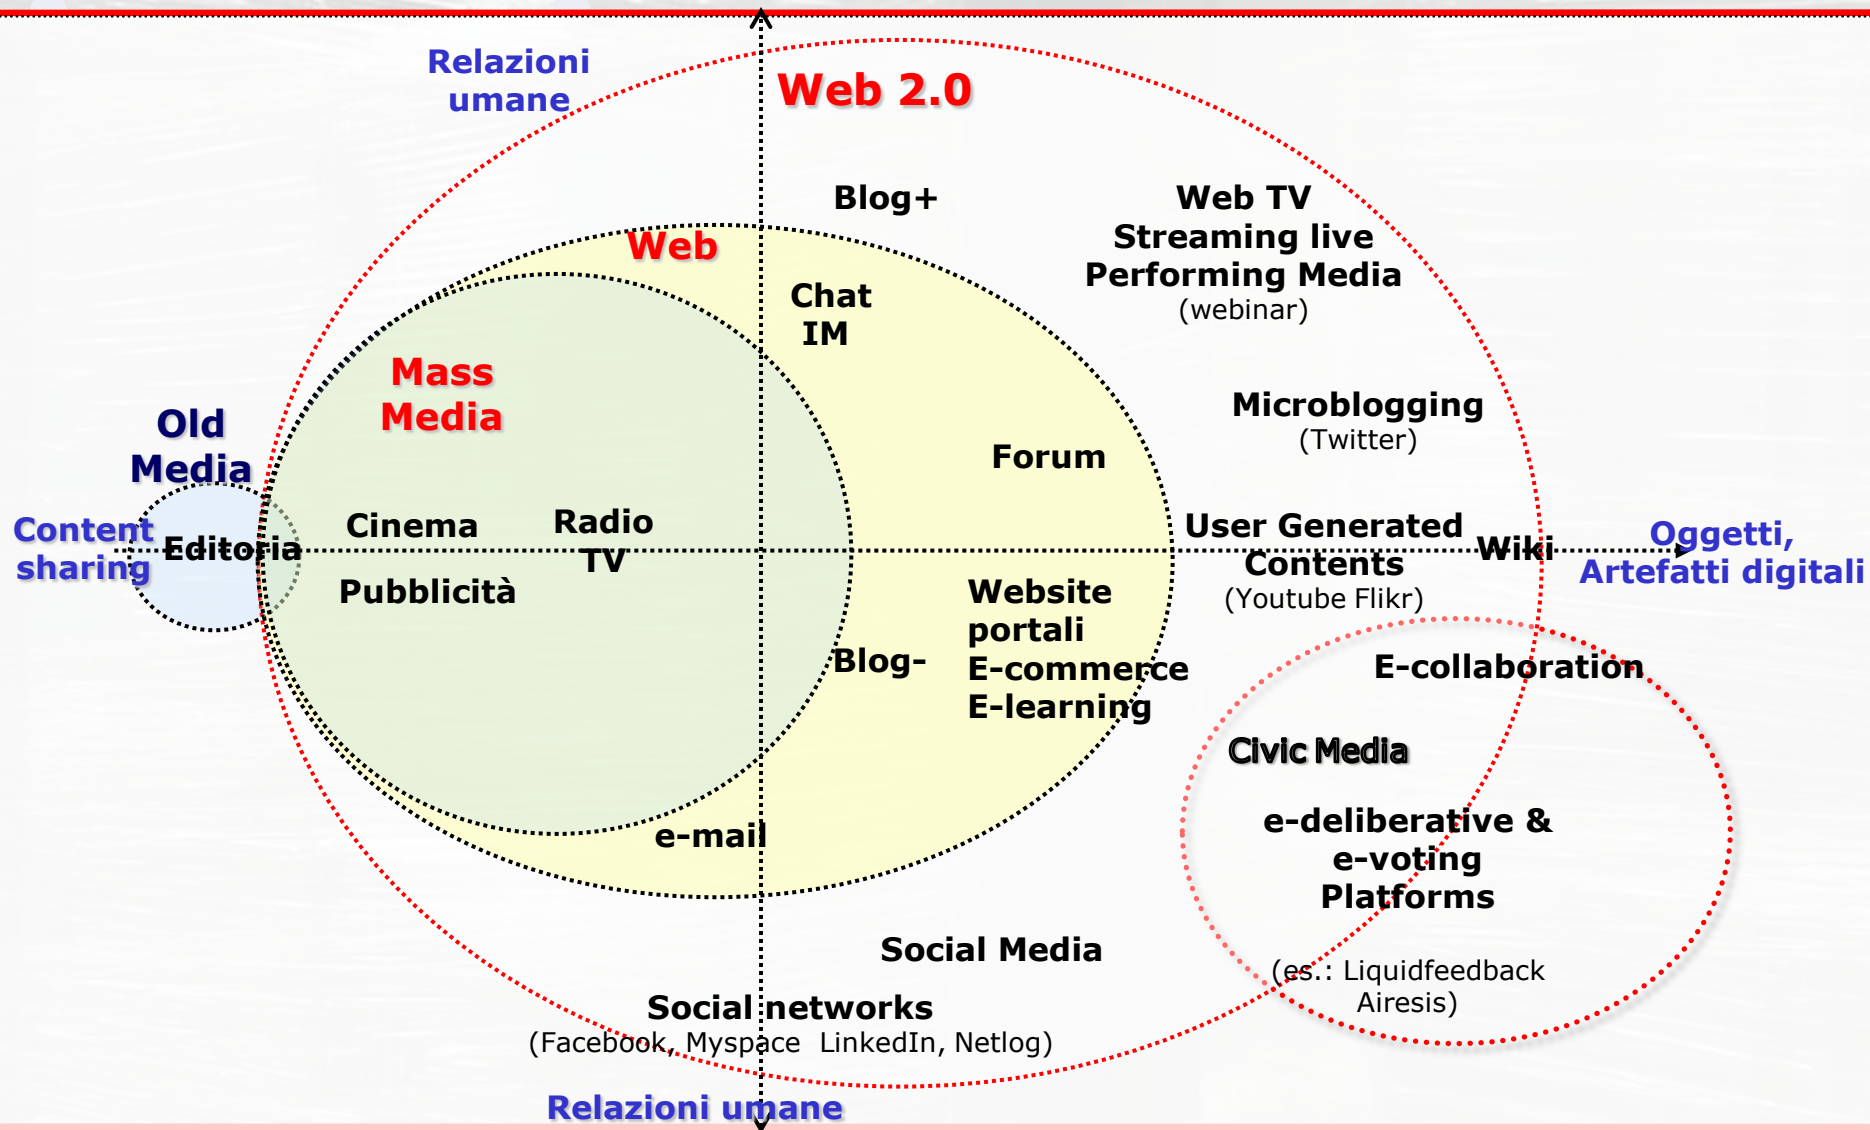 Relazioni
umane
Web 2.0
Blog+
Web TV
Streaming live
Performing Media
(webinar)
Web
Chat
IM
Mass
Media
Microblogging
(Twitter)
Old
Media
Forum
Content
sharing
Editoria
Cinema
Pubblicità
Radio
TV
User Generated
Contents
(Youtube Flikr)
Wiki
Oggetti,
Artefatti digitali
Website
portali
E-commerce
E-learning
Blog-
E-collaboration
Civic Media
e-deliberative &
e-voting
Platforms
(es.: Liquidfeedback
Airesis)
e-mail
Social Media
Social networks
(Facebook, Myspace  LinkedIn, Netlog)
Relazioni umane